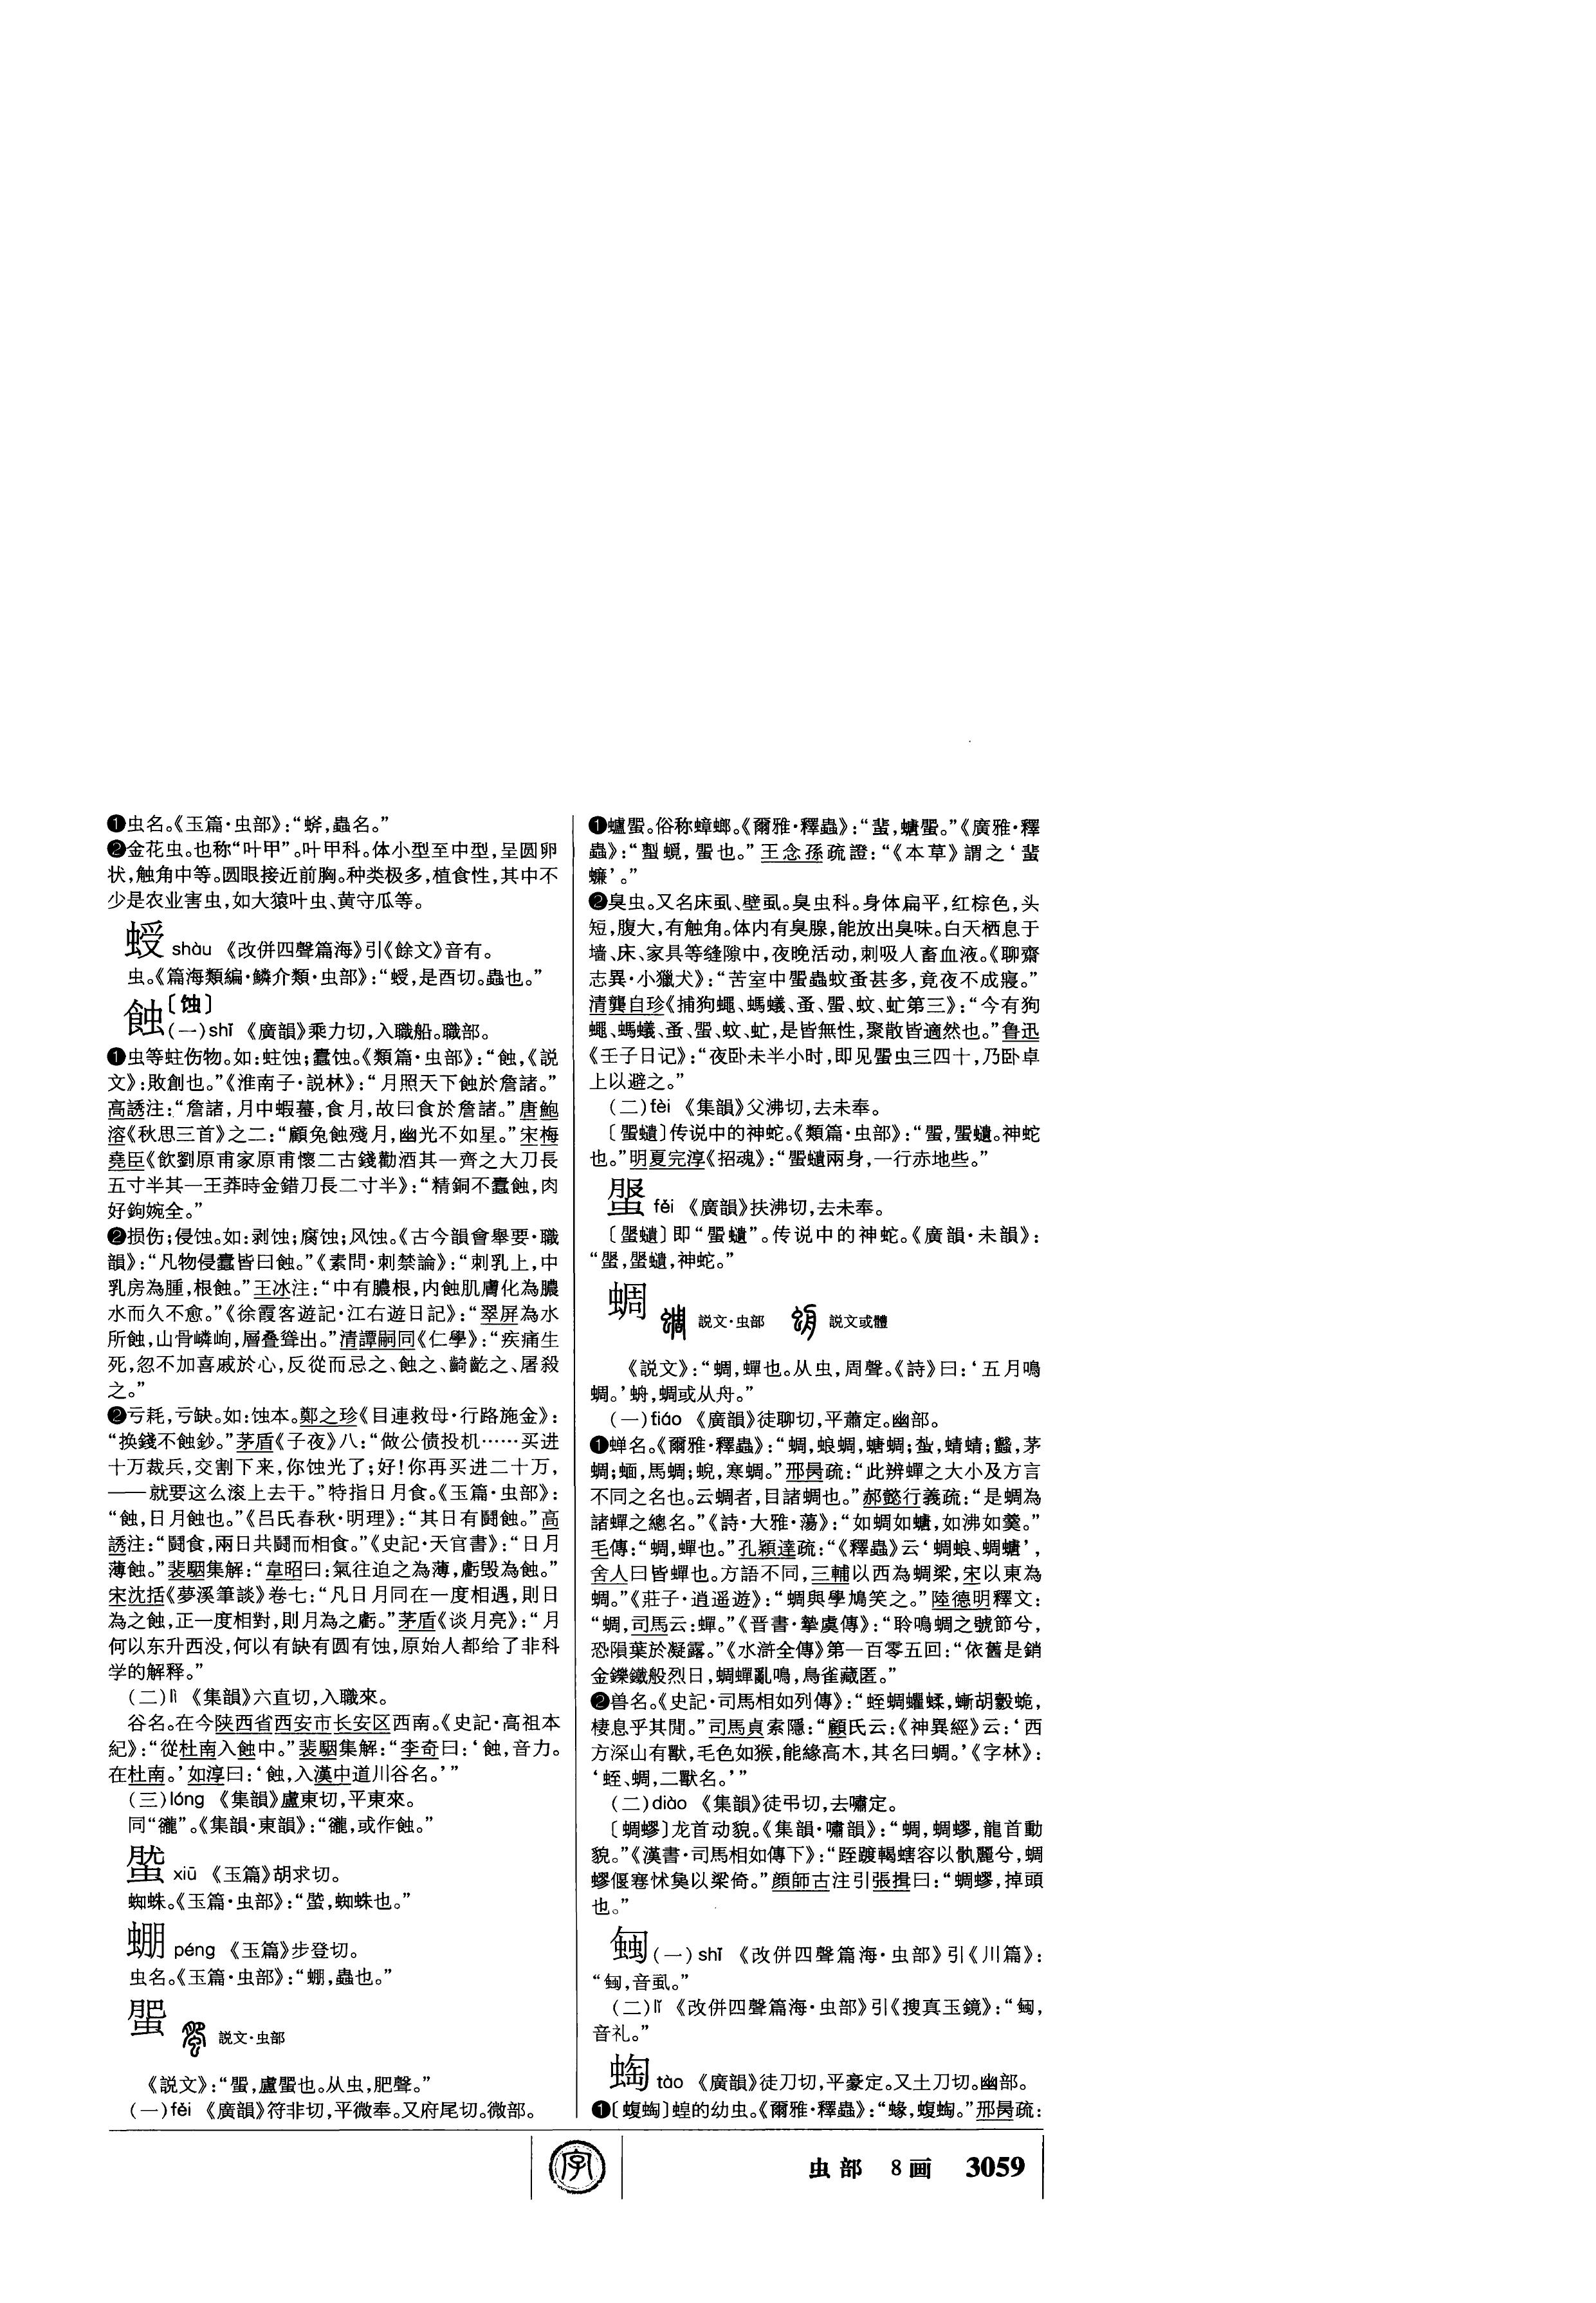 ❶虫名。《玉篇·虫部》：“蛶，蟲名。”
❷金花虫。也称“叶甲”。叶甲科。体小型至中型，呈圆卵
状，触角中等。圆眼接近前胸。种类极多，植食性，其中不
少是农业害虫，如大猿叶虫、黄守瓜等。
shàu 《改併四聲篇海》引《餘文》音有。
虫。《篇海類編·鱗介類·虫部》：“是酉切。蟲也。”
蝕〔蚀〕
(一)shí 《廣韻》乘力切，入職船。職部。
❶虫等蛀伤物。如：蛀蚀；蠹蚀。《類篇·虫部》：“蝕，《説
文》：敗創也。”《淮南子·説林》：“月照天下蝕於詹諸。”
高誘注：“詹諸，月中蝦蟇，食月，故曰食於詹諸。”唐鮑
溶《秋思三首》之二：“顧兔蝕殘月，幽光不如星。”宋梅
堯臣《飲劉原甫家原甫懷二古錢勸酒其一齊之大刀長
五寸半其一王莽時金錯刀長二寸半》：“精銅不蠹蝕，肉
好鉤婉全。”
❷损伤；侵蚀。如：剥蚀；腐蚀；风蚀。《古今韻會舉要·職
韻》：“凡物侵蠹皆曰蝕。”《素問·刺禁論》：“刺乳上，中
乳房為腫，根蝕。”王冰注：“中有膿根，内蝕肌膚化為膿
水而久不愈。”《徐霞客遊記·江右遊日記》：“翠屏為水
所蝕，山骨嶙峋，層叠聳出。”清譚嗣同《仁學》：“疾痛生
死，忽不加喜戚於心，反從而忌之、蝕之、齮齕之、屠殺
之。”
❷亏耗，亏缺。如：蚀本。鄭之珍《目連救母·行路施金》：
“换錢不蝕鈔。”茅盾《子夜》八：“做公债投机……买进
十万裁兵，交割下来，你蚀光了；好！你再买进二十万，
——就要这么滚上去干。”特指日月食。《玉篇·虫部》：
“蝕，日月蝕也。”《吕氏春秋·明理》：“其日有鬪蝕。”高
誘注：“鬪食，兩日共鬪而相食。”《史記·天官書》：“日月
薄蝕。”裴駰集解：“韋昭曰：氣往迫之為薄，虧毁為蝕。”
宋沈括《夢溪筆談》卷七：“凡日月同在一度相遇，則日
為之蝕，正一度相對，則月為之虧。”茅盾《谈月亮》：“月
何以东升西没，何以有缺有圆有蚀，原始人都给了非科
学的解释。”
(二)lì 《集韻》六直切，入職來。
谷名。在今陕西省西安市长安区西南。《史記·高祖本
紀》：“從杜南入蝕中。”裴駰集解：“李奇曰：‘蝕，音力。
在杜南。’如淳曰：‘蝕，入漢中道川谷名。’”
(三)lóng 《集韻》盧東切，平東來。
《集韻·東韻》：“或作蝕。”
xiū 《玉篇》胡求切。
蜘蛛。《玉篇·虫部》：“蜘蛛也。”
蟛 péng 《玉篇》步登切。
虫名。《玉篇·虫部》：“蟲也。”
蜰 説文·虫部
《説文》：“蜰，盧蜰也。从虫，肥聲。”
(一)féi 《廣韻》符非切，平微奉。又府尾切。微部。
❶蠦蜰。俗称蟑螂。《爾雅·釋蟲》：“蜚，蠦蜰。”《廣雅·釋
蟲》：“蜰也。”王念孫疏證：“《本草》謂之‘蜚
蠊’。”
❷臭虫。又名床虱、壁虱。臭虫科。身体扁平，红棕色，头
短，腹大，有触角。体内有臭腺，能放出臭味。白天栖息于
墙、床、家具等缝隙中，夜晚活动，刺吸人畜血液。《聊齋
志異·小獵犬》：“苦室中蜰蟲蚊蚤甚多，竟夜不成寢。”
清龔自珍《捕狗蠅、螞蟻、蚤、蜰、蚊、虻第三》：“今有狗
蠅、螞蟻、蚤、蜰、蚊、虻，是皆無性，聚散皆適然也。”鲁迅
《壬子日记》：“夜卧未半小时，即见蜰虫三四十，乃卧卓
上以避之。”
(二)fèi 《集韻》父沸切，去未奉。
〔蜰𧔥〕传说中的神蛇。《類篇·虫部》：“蜰，蜰𧔥。神蛇
也。”明夏完淳《招魂》：“蜰𧔥兩身，一行赤地些。”
fèi 《廣韻》扶沸切，去未奉。
即“蜰𧔥”。传说中的神蛇。《廣韻·未韻》：
“神蛇。”
蜩 説文·虫部 説文或體
《説文》：“蜩，蟬也。从虫，周聲。《詩》曰：‘五月鳴
蜩。’蚦，蜩或从舟。”
(一)tiáo 《廣韻》徒聊切，平蕭定。幽部。
❶蝉名。《爾雅·釋蟲》：“蜩，蜋蜩，螗蜩；蚻，蜻蜻；蠽，茅
蜩；蝒，馬蜩；蜺，寒蜩。”邢昺疏：“此辨蟬之大小及方言
不同之名也。云蜩者，目諸蜩也。”郝懿行義疏：“是蜩為
諸蟬之總名。”《詩·大雅·蕩》：“如蜩如螗，如沸如羹。”
毛傳：“蜩，蟬也。”孔穎達疏：“《釋蟲》云‘蜩蜋、蜩螗’，
舍人曰皆蟬也。方語不同，三輔以西為蜩梁，宋以東為
蜩。”《莊子·逍遥遊》：“蜩與學鳩笑之。”陸德明釋文：
“蜩，司馬云：蟬。”《晋書·摯虞傳》：“聆鳴蜩之號節兮，
恐隕葉於凝露。”《水滸全傳》第一百零五回：“依舊是銷
金鑠鐵般烈日，蜩蟬亂鳴，鳥雀藏匿。”
❷兽名。《史記·司馬相如列傳》：“蛭蜩蠼蝚，螹胡豰蛫，
棲息乎其閒。”司馬貞索隱：“顧氏云：《神異經》云：‘西
方深山有獸，毛色如猴，能緣高木，其名曰蜩。’《字林》：
‘蛭、蜩，二獸名。’”
(二)diào 《集韻》徒弔切，去嘯定。
〔蜩蟉〕龙首动貌。《集韻·嘯韻》：“蜩，蜩蟉，龍首動
貌。”《漢書·司馬相如傳下》：“跮踱輵螛容以骫麗兮，蜩
蟉偃寋怵㚟以梁倚。”顔師古注引張揖曰：“蜩蟉，掉頭
也。”
(一)shī 《改併四聲篇海·虫部》引《川篇》：
“音虱。”
(二)lǐ 《改併四聲篇海·虫部》引《搜真玉鏡》：
音礼。”
蜪 táo 《廣韻》徒刀切，平豪定。又土刀切。幽部。
❶〔蝮蜪〕蝗的幼虫。《爾雅·釋蟲》：“蝝，蝮蜪。”邢昺疏：
字
虫部 8画 3059